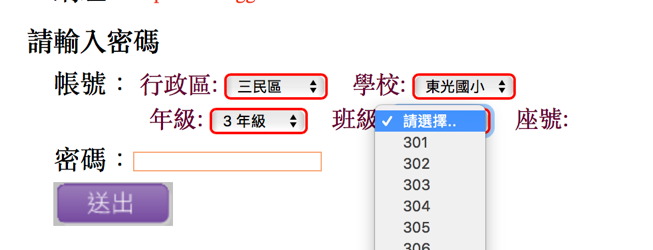 請輸入密碼
帳號：行政區: 三民區 學校: 東光國小
年級: 3 年級 班級 ✓ 請選擇.. 座號:
301
302
密碼：
303
送出
304
305
306